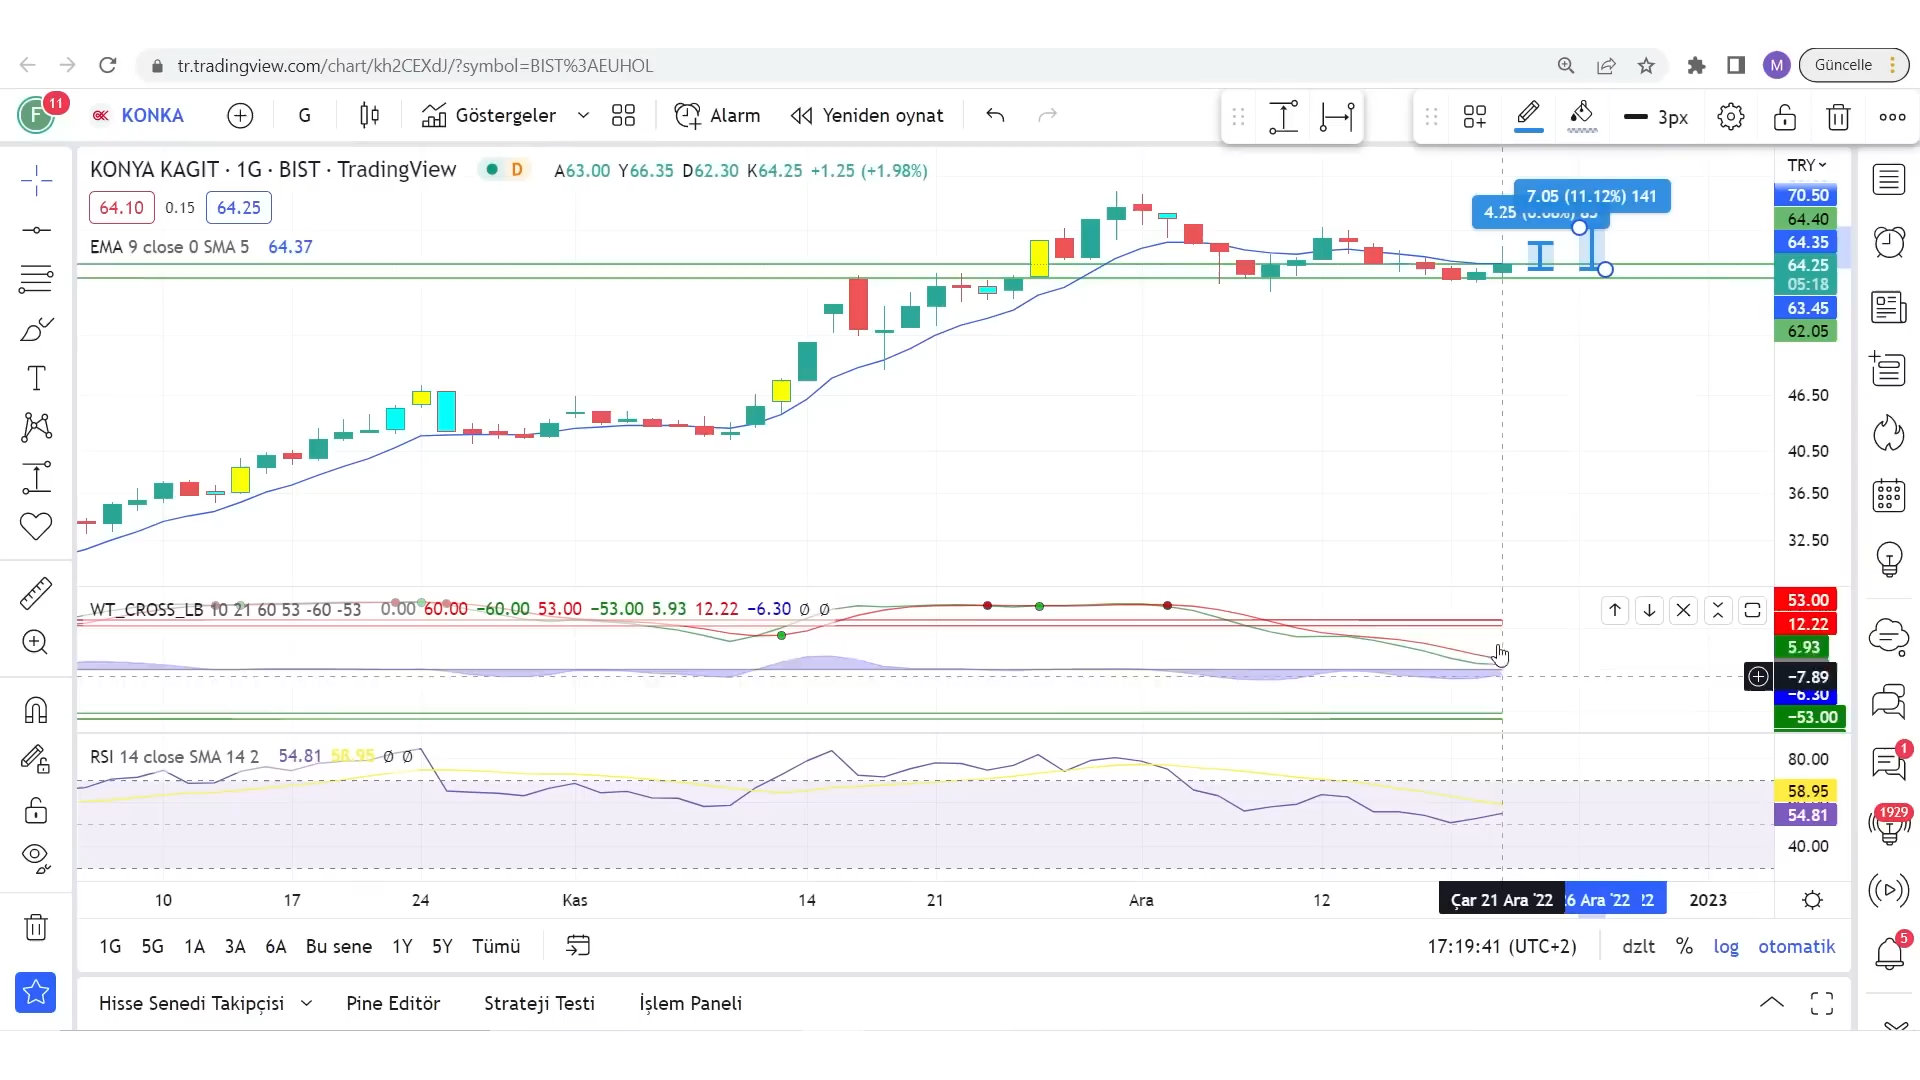 tr.tradingview.com/chart/kh2CEXdJ/?symbol=BIST%3AEUHOL
M
Güncelle
F
11
KONKA
G
Göstergeler
Alarm
Yeniden oynat
3px
KONYA KAGIT · 1G · BIST · TradingView
D
A63.00 Y66.35 D62.30 K64.25 +1.25 (+1.98%)
TRY
64.10
0.15
64.25
EMA 9 close 0 SMA 5 64.37
7.05 (11.12%) 141
4.25
70.50
64.40
64.35
64.25
05:18
63.45
62.05
46.50
40.50
36.50
32.50
WT_CROSS_LB 10 21 60 53 -60 -53 0.00 60.00 −60.00 53.00 −53.00 5.93 12.22 −6.30 ∅ ∅
53.00
12.22
5.93
−7.89
−6.30
−53.00
RSI 14 close SMA 14 2 54.81 58.95 ∅ ∅
80.00
58.95
54.81
40.00
1
1929
5
10 17 24 Kas 14 21 Ara 12 Çar 21 Ara '22 6 Ara '22 2023
1G 5G 1A 3A 6A Bu sene 1Y 5Y Tümü
17:19:41 (UTC+2)
dzlt % log otomatik
Hisse Senedi Takipçisi
Pine Editör
Strateji Testi
İşlem Paneli